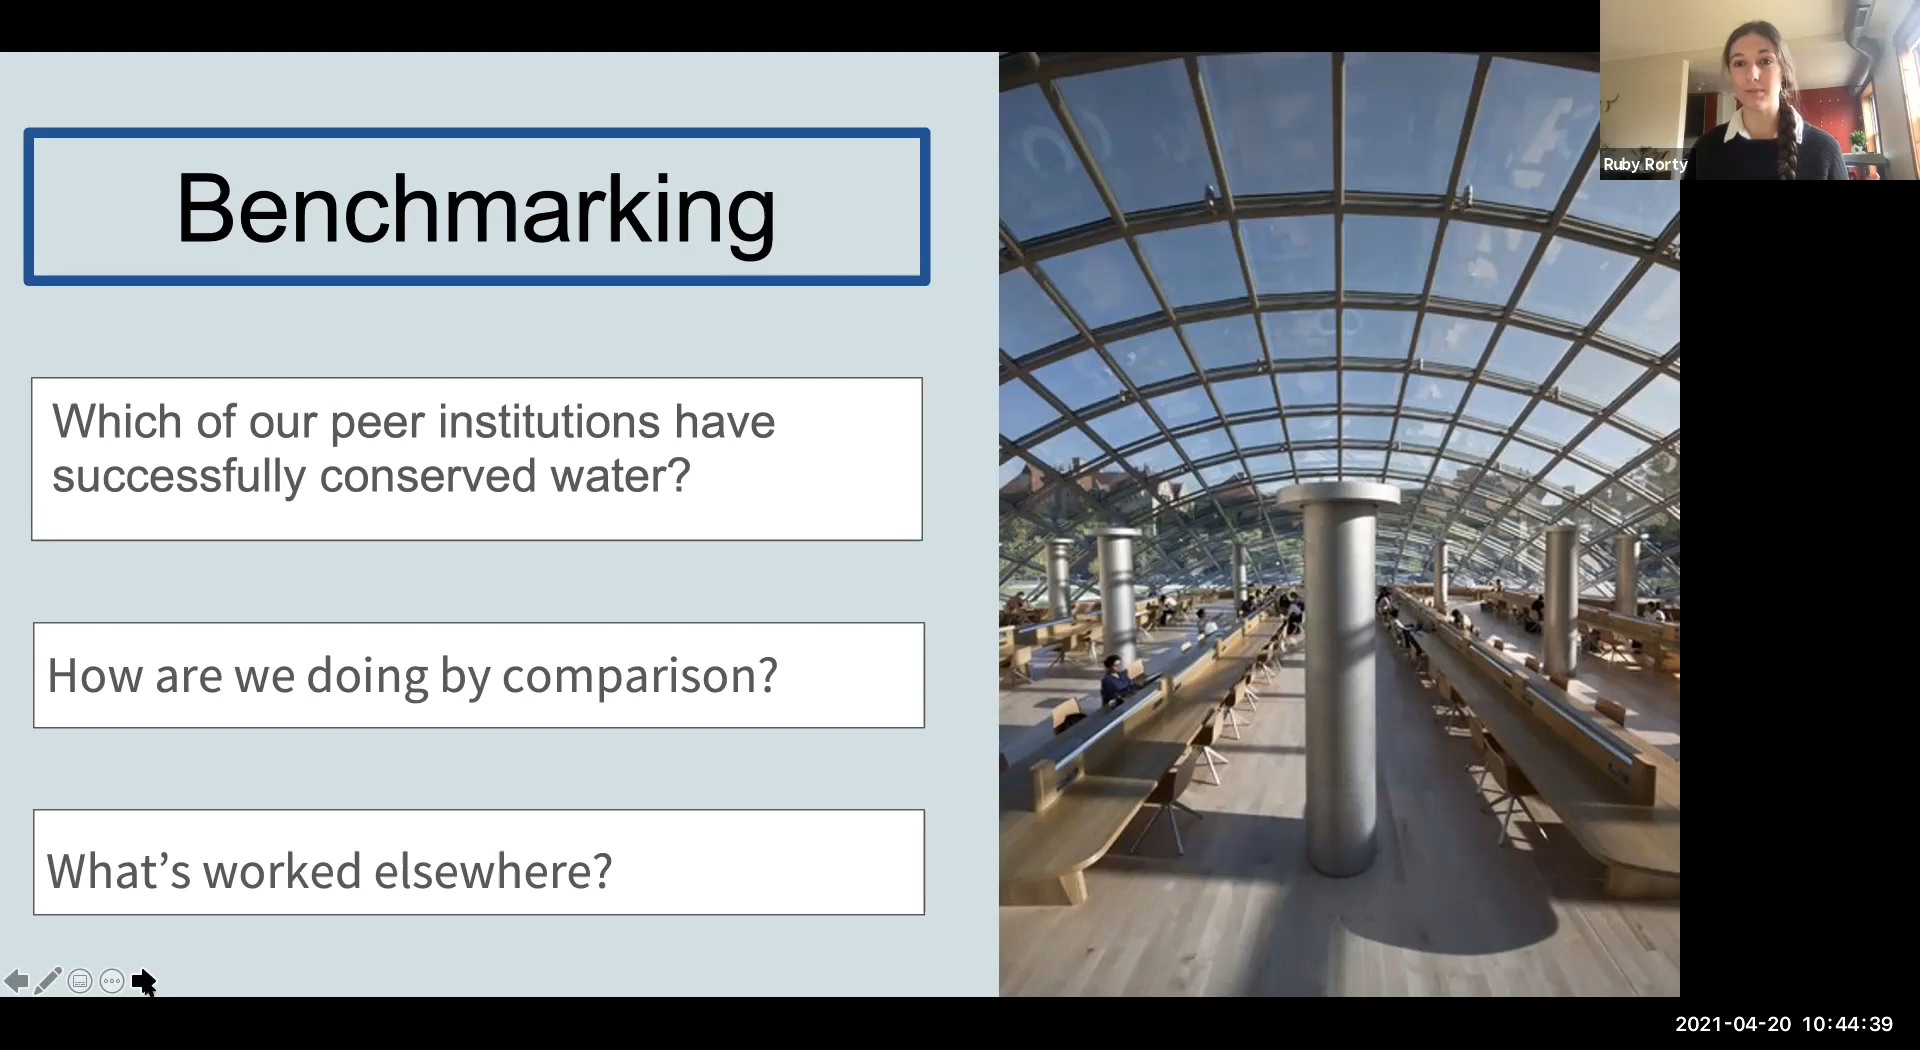 Benchmarking
Which of our peer institutions have
successfully conserved water?
How are we doing by comparison?
What’s worked elsewhere?
Ruby Rorty
2021-04-20 10:44:39